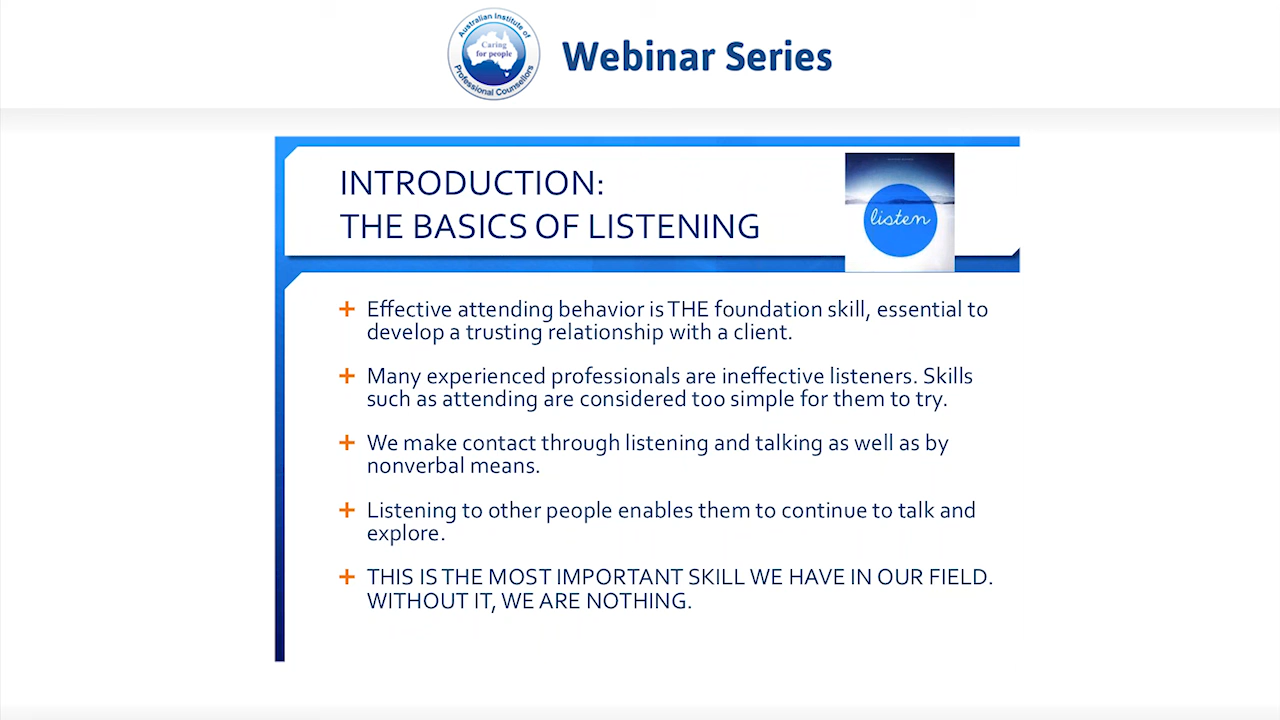 Australian Institute of
Caring
for people
Professional Counsellors
Webinar Series
INTRODUCTION:
THE BASICS OF LISTENING
listen
+ Effective attending behavior is THE foundation skill, essential to
develop a trusting relationship with a client.
+ Many experienced professionals are ineffective listeners. Skills
such as attending are considered too simple for them to try.
+ We make contact through listening and talking as well as by
nonverbal means.
+ Listening to other people enables them to continue to talk and
explore.
+ THIS IS THE MOST IMPORTANT SKILL WE HAVE IN OUR FIELD.
WITHOUT IT, WE ARE NOTHING.